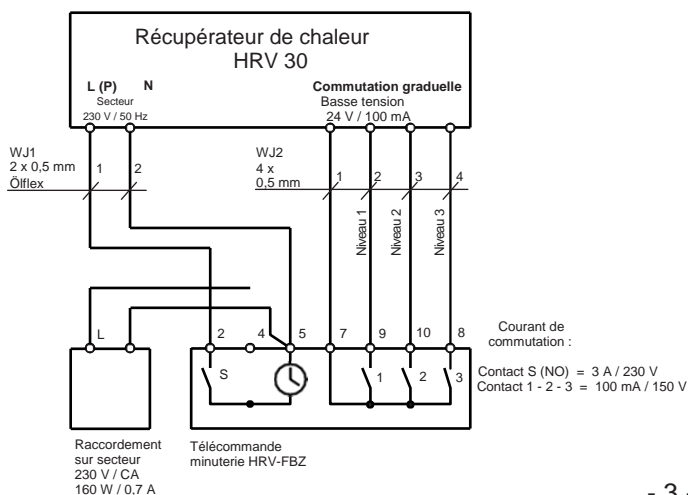 Récupérateur de chaleur
HRV 30
L (P) N
Secteur
230 V / 50 Hz
Commutation graduelle
Basse tension
24 V / 100 mA
WJ1
2 x 0,5 mm
Ölflex
1 2
WJ2
4 x
0,5 mm
1 2 3 4
Niveau 1
Niveau 2
Niveau 3
L
2 4 5 7 9 10 8
S
1 2 3
Courant de
commutation :
Contact S (NO) = 3 A / 230 V
Contact 1 - 2 - 3 = 100 mA / 150 V
Raccordement
sur secteur
230 V / CA
160 W / 0,7 A
Télécommande
minuterie HRV-FBZ